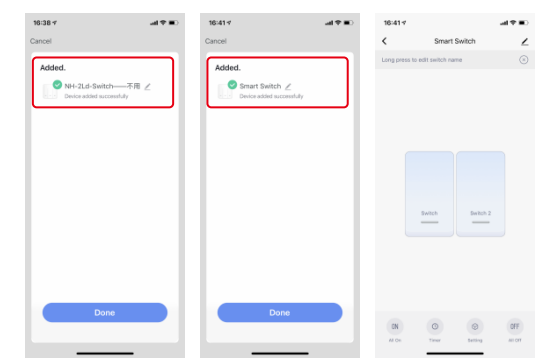 16:38
Cancel
Added.
NH-2Ld-Switch——不用
Device added successfully
Done
16:41
Cancel
Added.
Smart Switch
Device added successfully
Done
16:41
Smart Switch
Long press to edit switch name
Switch
Switch 2
ON
OFF
All On
Timer
Setting
All Off